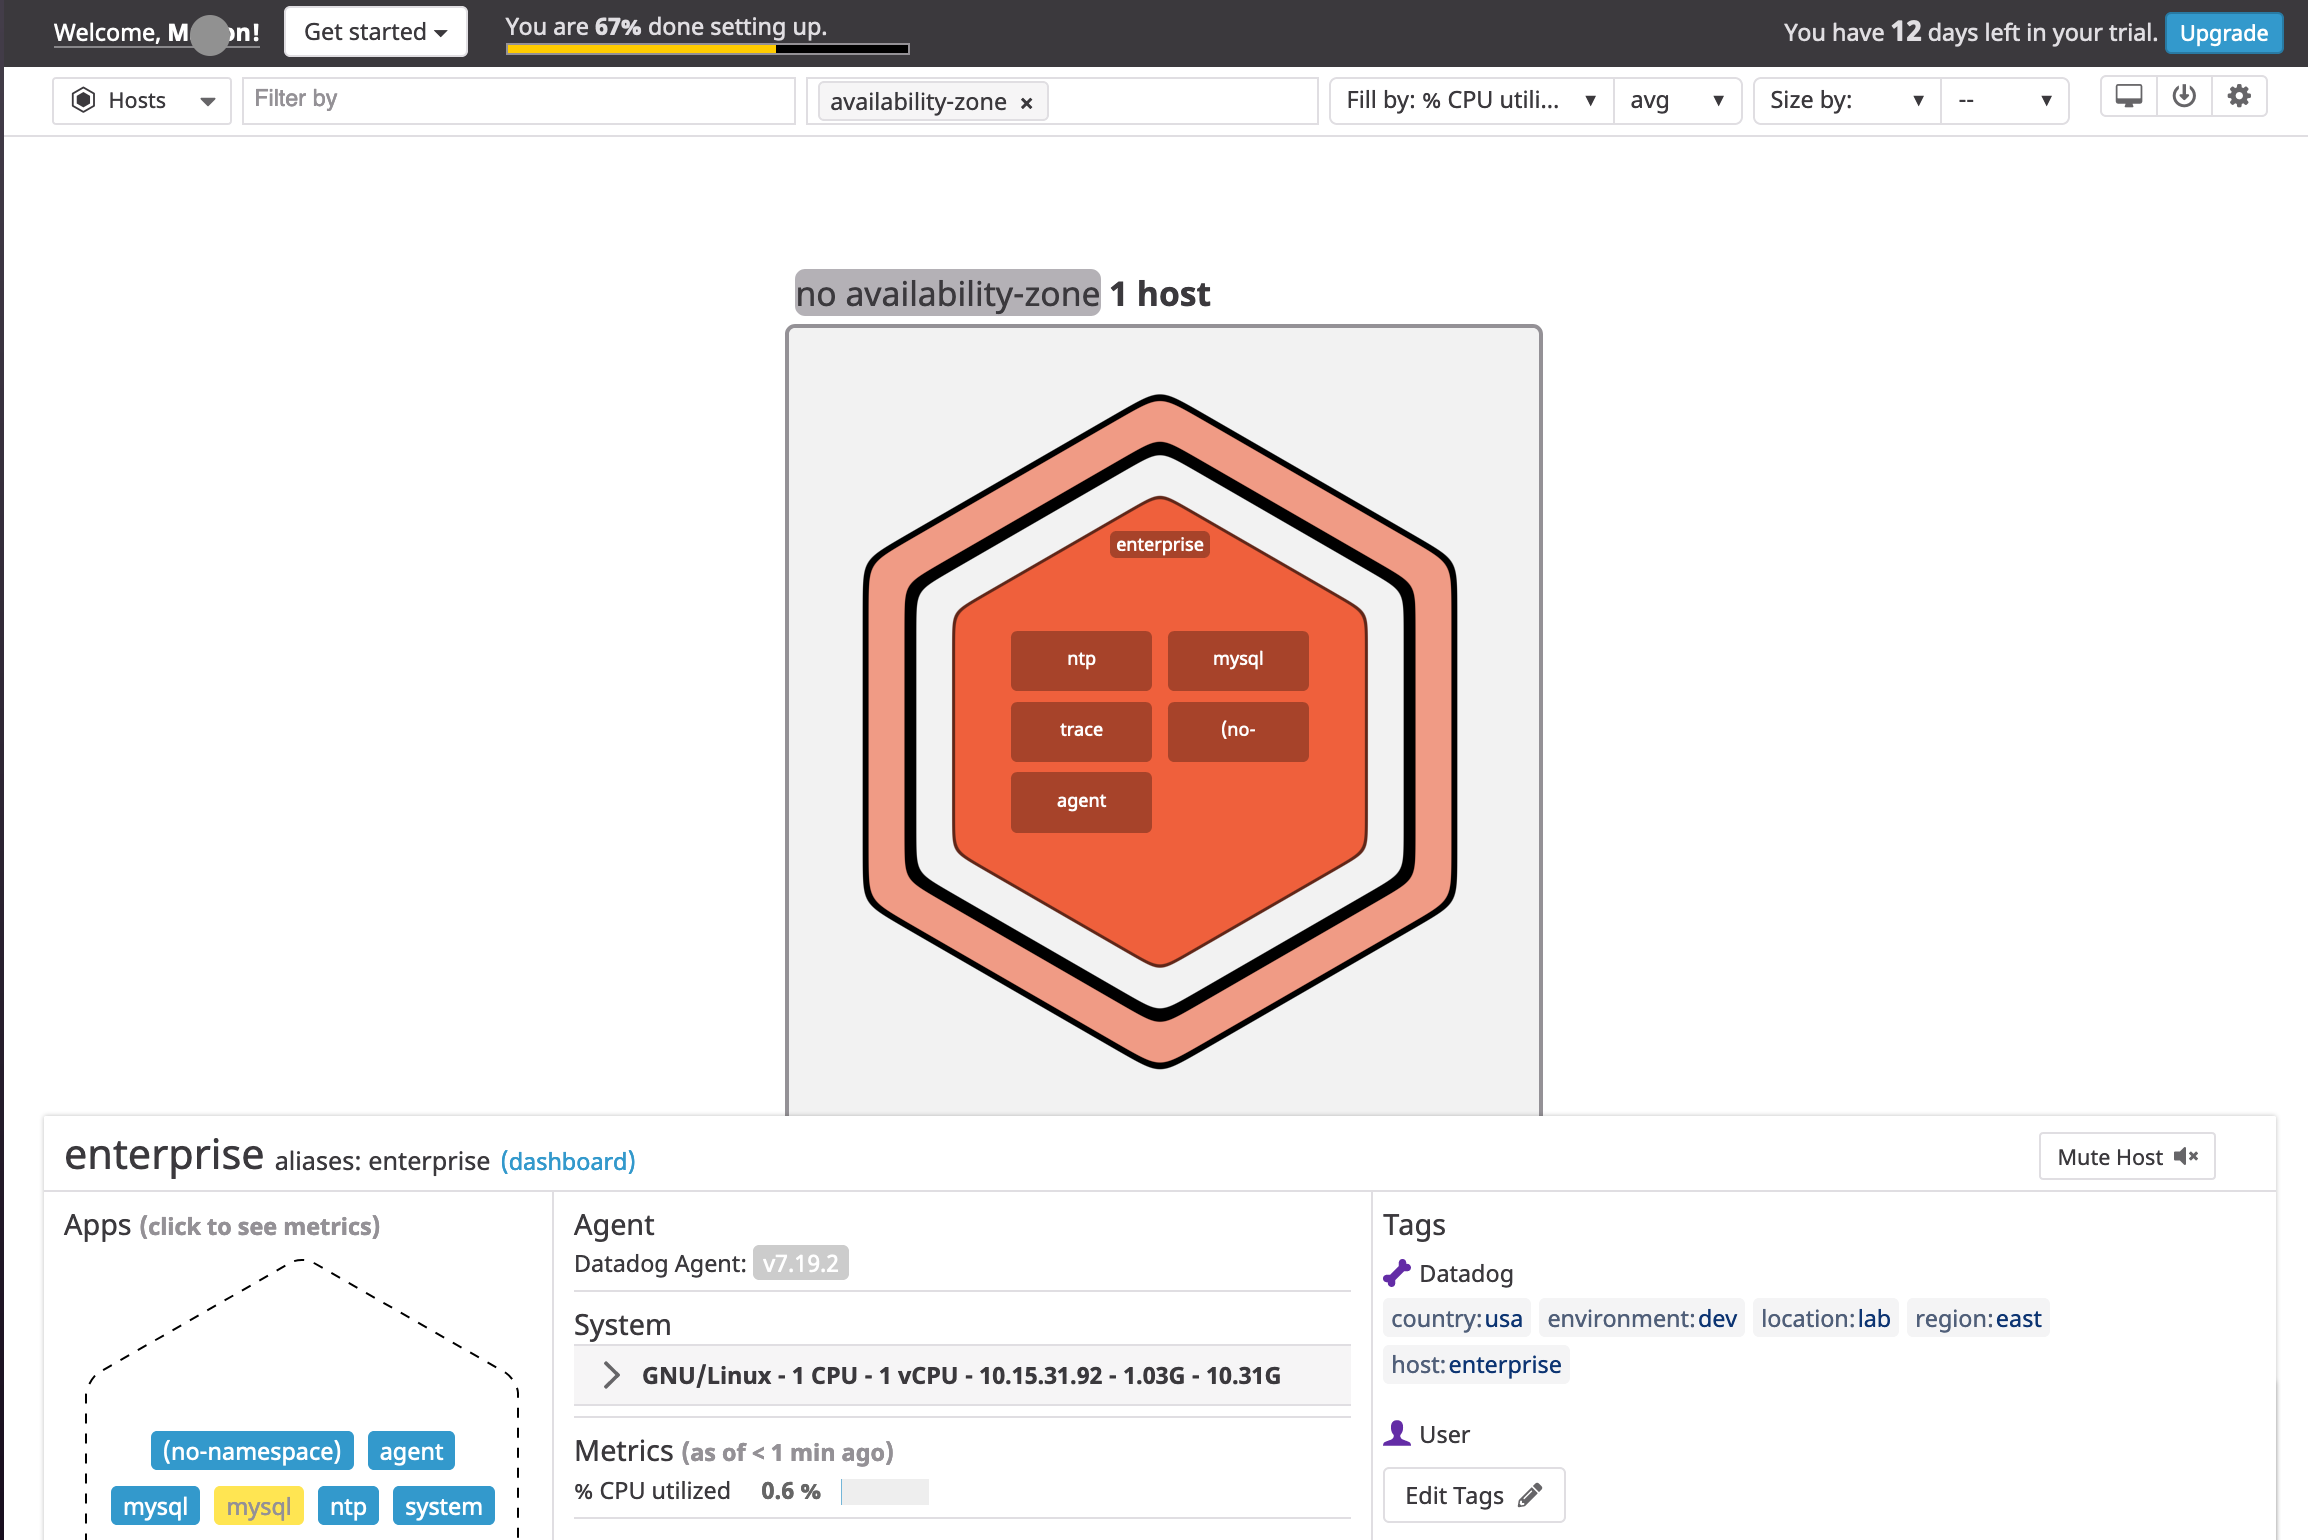 Welcome, M on!
Get started
You are 67% done setting up.
You have 12 days left in your trial.
Upgrade
Hosts
Filter by
availability-zone ×
Fill by: % CPU utili...
avg
Size by:
--
no availability-zone 1 host
enterprise
ntp
mysql
trace
(no-
agent
enterprise aliases: enterprise (dashboard)
Mute Host
Apps (click to see metrics)
(no-namespace)
agent
mysql
mysql
ntp
system
Agent
Datadog Agent: v7.19.2
System
GNU/Linux - 1 CPU - 1 vCPU - 10.15.31.92 - 1.03G - 10.31G
Metrics (as of < 1 min ago)
% CPU utilized 0.6 %
Tags
Datadog
country:usa environment:dev location:lab region:east
host:enterprise
User
Edit Tags